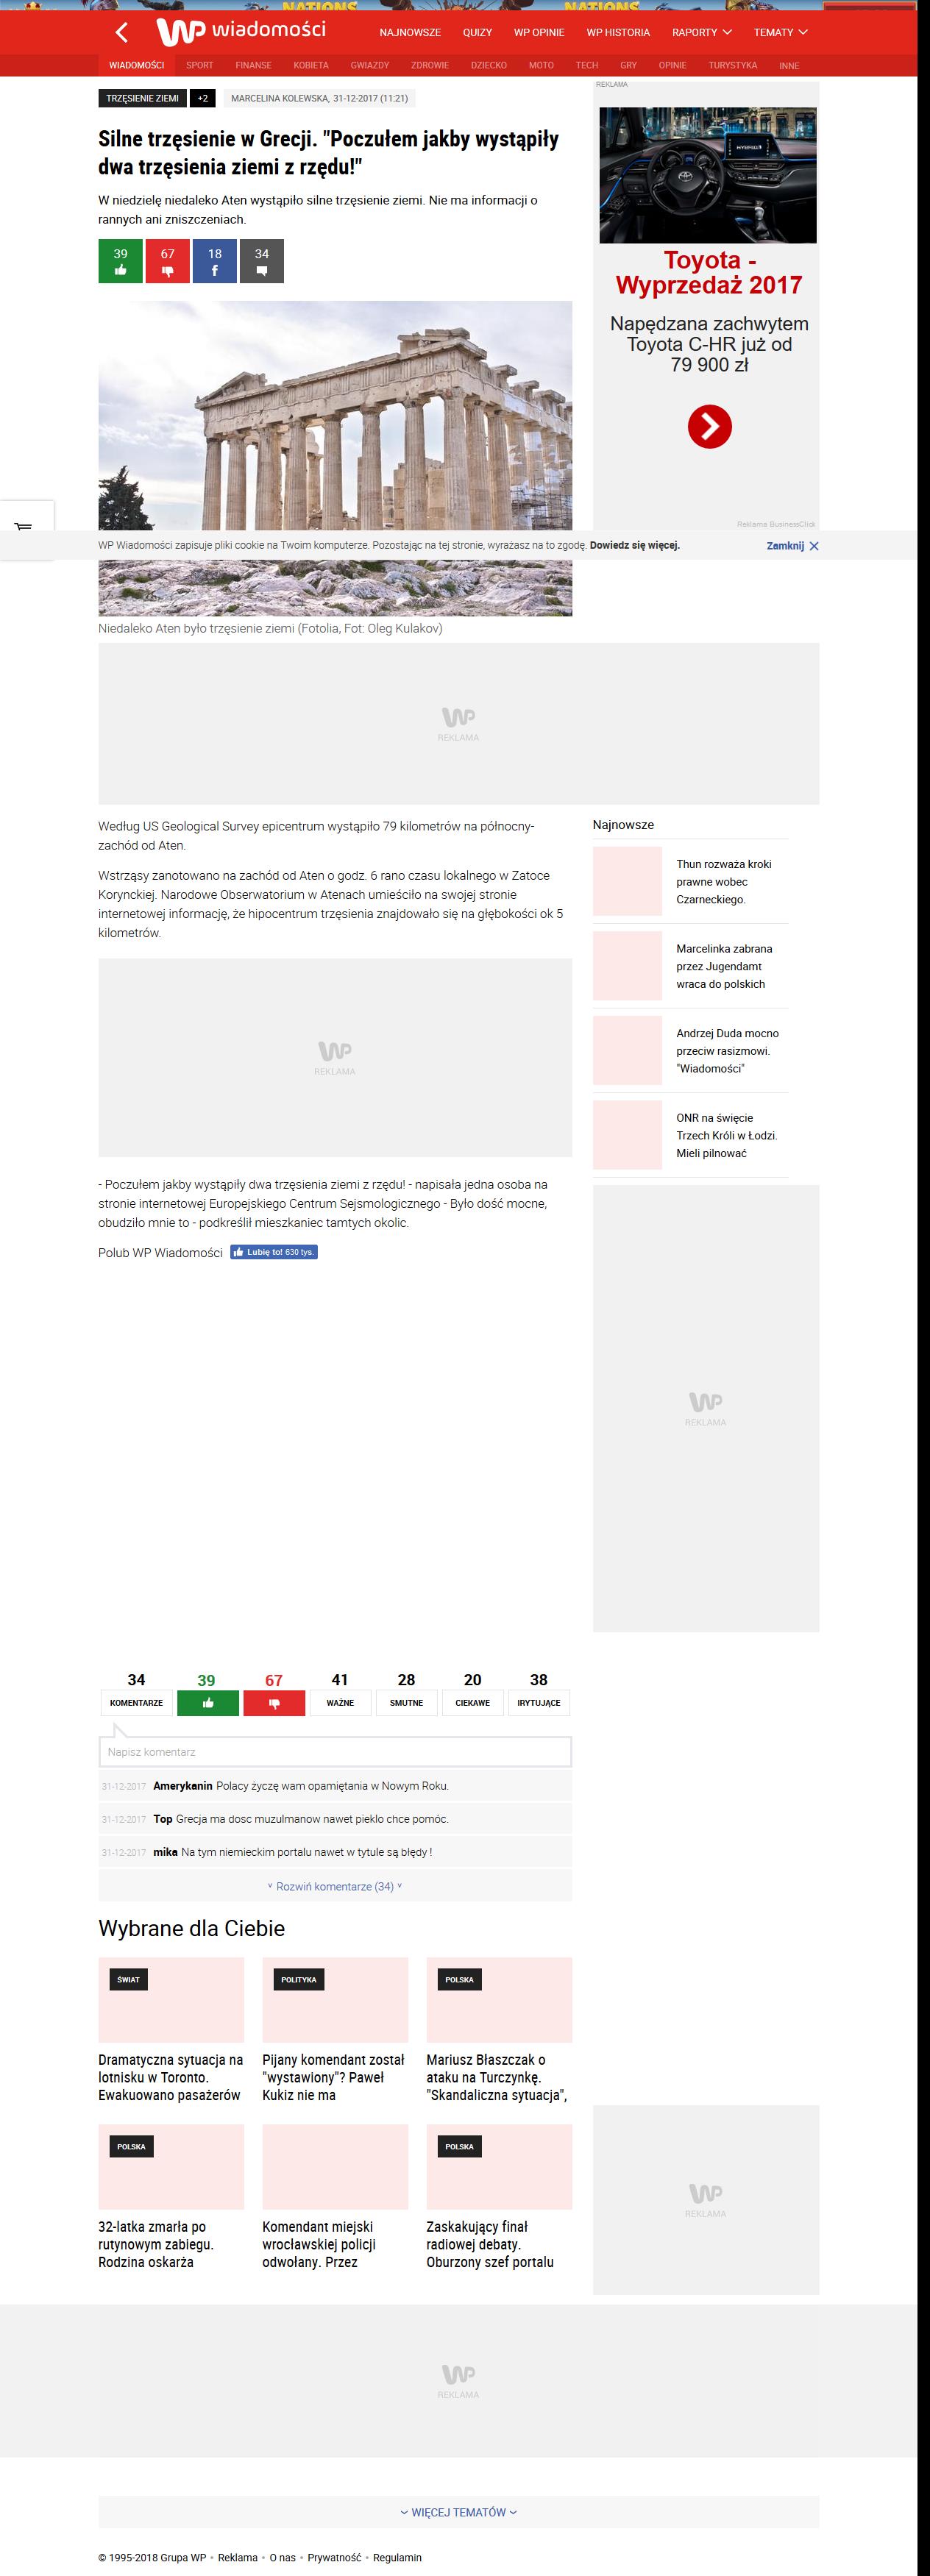 NATIONS
NATIONS
WP wiadomości
NAJNOWSZE QUIZY WP OPINIE WP HISTORIA RAPORTY TEMATY
WIADOMOŚCI SPORT FINANSE KOBIETA GWIAZDY ZDROWIE DZIECKO MOTO TECH GRY OPINIE TURYSTYKA INNE
TRZĘSIENIE ZIEMI +2 MARCELINA KOLEWSKA, 31-12-2017 (11:21)
Silne trzęsienie w Grecji. "Poczułem jakby wystąpiły
dwa trzęsienia ziemi z rzędu!"
W niedzielę niedaleko Aten wystąpiło silne trzęsienie ziemi. Nie ma informacji o
rannych ani zniszczeniach.
39 67 18 34
f
REKLAMA
HYBRID
Toyota -
Wyprzedaż 2017
Napędzana zachwytem
Toyota C-HR już od
79 900 zł
Reklama BusinessClick
WP Wiadomości zapisuje pliki cookie na Twoim komputerze. Pozostając na tej stronie, wyrażasz na to zgodę. Dowiedz się więcej.
Zamknij
Niedaleko Aten było trzęsienie ziemi (Fotolia, Fot: Oleg Kulakov)
WP
REKLAMA
Według US Geological Survey epicentrum wystąpiło 79 kilometrów na północny-
zachód od Aten.
Wstrząsy zanotowano na zachód od Aten o godz. 6 rano czasu lokalnego w Zatoce
Korynckiej. Narodowe Obserwatorium w Atenach umieściło na swojej stronie
internetowej informację, że hipocentrum trzęsienia znajdowało się na głębokości ok 5
kilometrów.
WP
REKLAMA
- Poczułem jakby wystąpiły dwa trzęsienia ziemi z rzędu! - napisała jedna osoba na
stronie internetowej Europejskiego Centrum Sejsmologicznego - Było dość mocne,
obudziło mnie to - podkreślił mieszkaniec tamtych okolic.
Polub WP Wiadomości Lubię to! 630 tys.
Najnowsze
Thun rozważa kroki
prawne wobec
Czarneckiego.
Marcelinka zabrana
przez Jugendamt
wraca do polskich
Andrzej Duda mocno
przeciw rasizmowi.
"Wiadomości"
ONR na święcie
Trzech Króli w Łodzi.
Mieli pilnować
WP
REKLAMA
34 39 67 41 28 20 38
KOMENTARZE WAŻNE SMUTNE CIEKAWE IRYTUJĄCE
Napisz komentarz
31-12-2017 Amerykanin Polacy życzę wam opamiętania w Nowym Roku.
31-12-2017 Top Grecja ma dosc muzulmanow nawet pieklo chce pomóc.
31-12-2017 mika Na tym niemieckim portalu nawet w tytule są błędy !
Rozwiń komentarze (34)
Wybrane dla Ciebie
ŚWIAT
Dramatyczna sytuacja na
lotnisku w Toronto.
Ewakuowano pasażerów
POLITYKA
Pijany komendant został
"wystawiony"? Paweł
Kukiz nie ma
POLSKA
Mariusz Błaszczak o
ataku na Turczynkę.
"Skandaliczna sytuacja",
POLSKA
32-latka zmarła po
rutynowym zabiegu.
Rodzina oskarża
Komendant miejski
wrocławskiej policji
odwołany. Przez
POLSKA
Zaskakujący finał
radiowej debaty.
Oburzony szef portalu
WP
REKLAMA
WP
REKLAMA
WIĘCEJ TEMATÓW
© 1995-2018 Grupa WP • Reklama • O nas • Prywatność • Regulamin